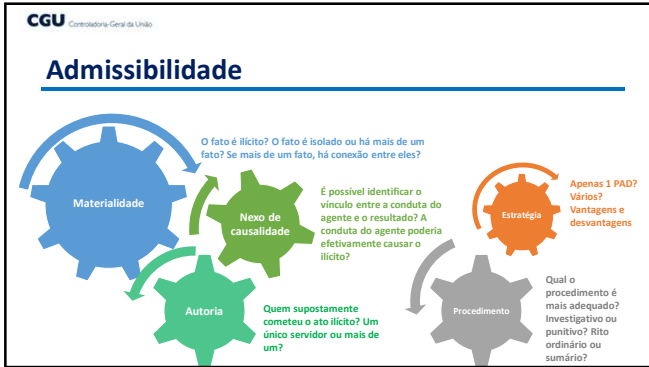 CGU Controladoria-Geral da União
Admissibilidade
O fato é ilícito? O fato é isolado ou há mais de um
fato? Se mais de um fato, há conexão entre eles?
Materialidade
Nexo de
causalidade
É possível identificar o
vínculo entre a conduta do
agente e o resultado? A
conduta do agente poderia
efetivamente causar o
ilícito?
Autoria
Quem supostamente
cometeu o ato ilícito? Um
único servidor ou mais de
um?
Estratégia
Apenas 1 PAD?
Vários?
Vantagens e
desvantagens
Procedimento
Qual o
procedimento é
mais adequado?
Investigativo ou
punitivo? Rito
ordinário ou
sumário?